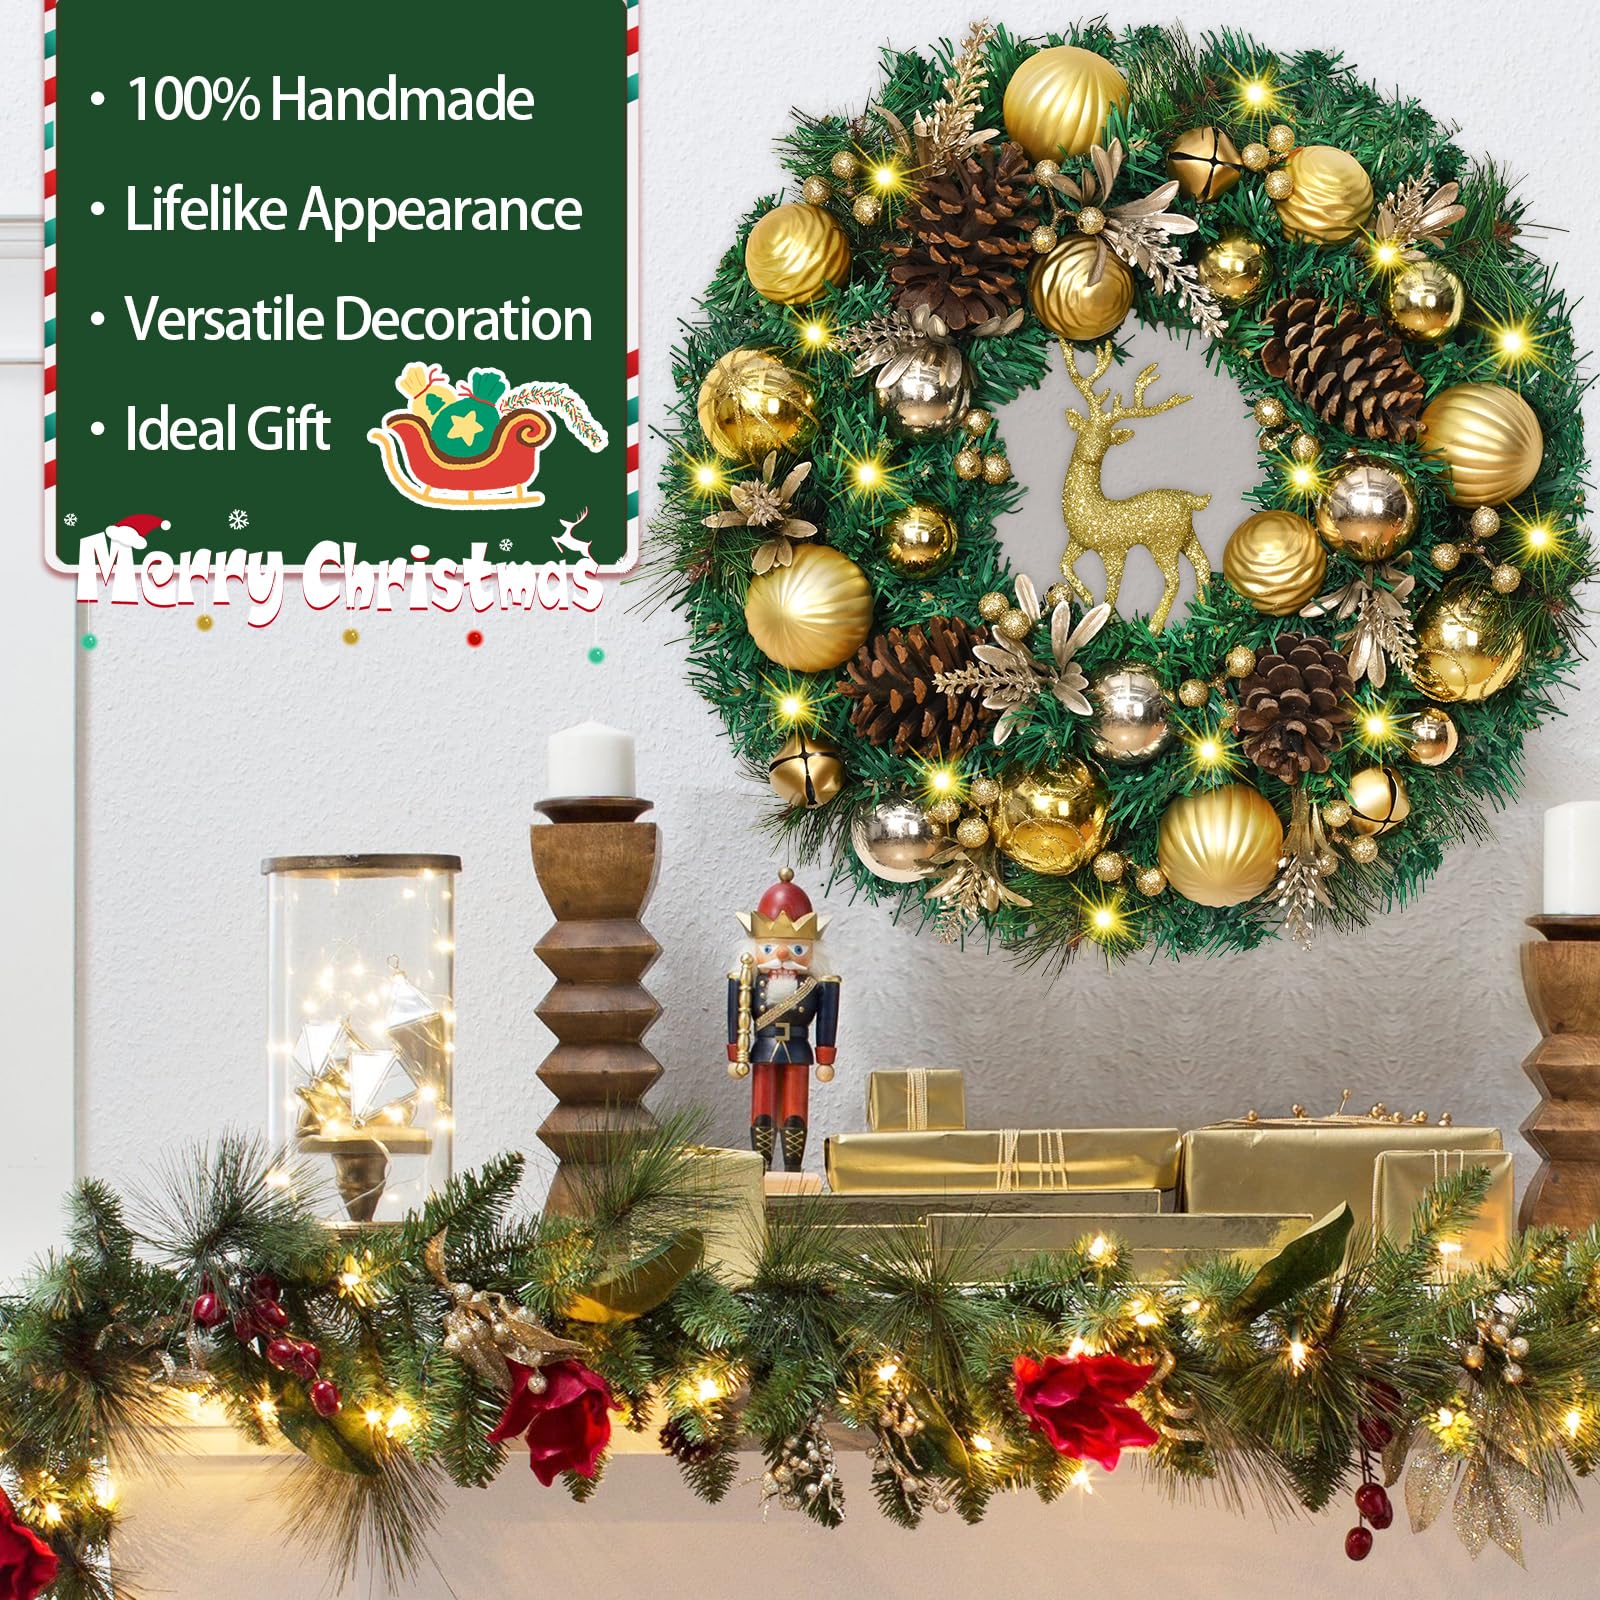 • 100% Handmade
• Lifelike Appearance
• Versatile Decoration
• Ideal Gift
Merry Christmas